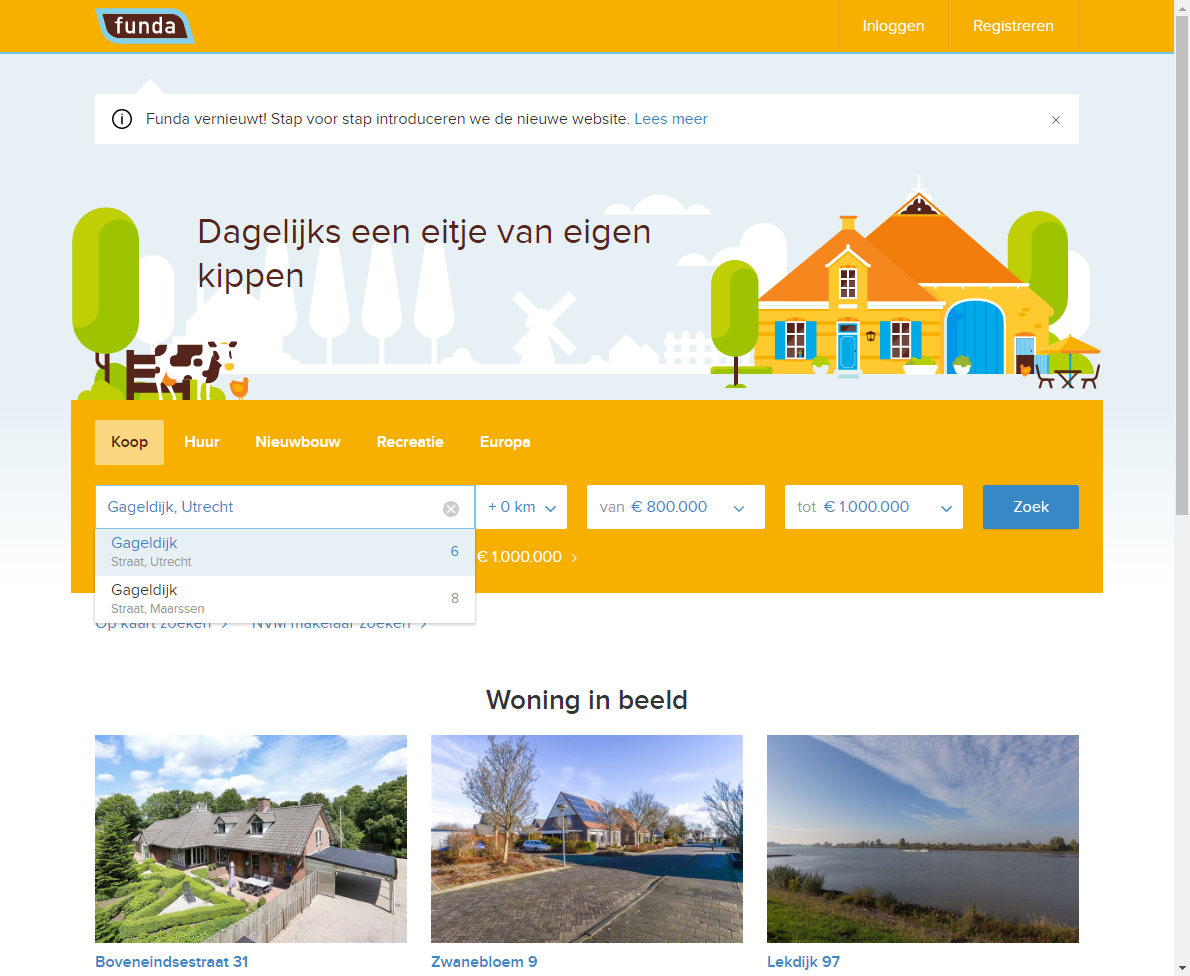 funda
Inloggen
Registreren
Funda vernieuwt! Stap voor stap introduceren we de nieuwe website. Lees meer
Dagelijks een eitje van eigen
kippen
Koop
Huur
Nieuwbouw
Recreatie
Europa
Gageldijk, Utrecht
+ 0 km
van € 800.000
tot € 1.000.000
Zoek
Gageldijk
Straat, Utrecht
6
€ 1.000.000
Gageldijk
Straat, Maarssen
8
Op kaart zoeken
NVM makelaar zoeken
Woning in beeld
Boveneindsestraat 31
Zwanebloem 9
Lekdijk 97